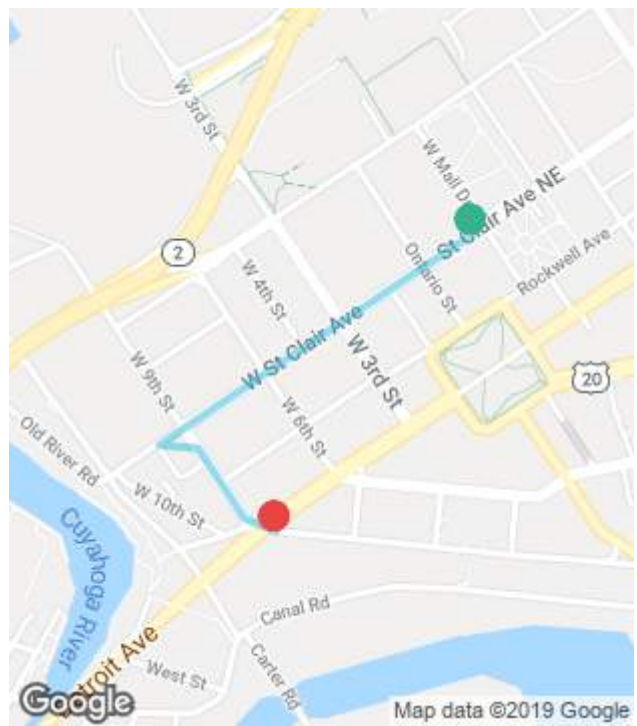 W 3rd St
W Mall D
St Clair Ave NE
2
Ontario St
Rockwell Ave
W 4th St
W St Clair Ave
W 3rd St
20
W 9th St
W 6th St
Old River Rd
W 10th St
Cuyahoga River
Canal Rd
Detroit Ave
West St
Carter Rd
Google
Map data ©2019 Google